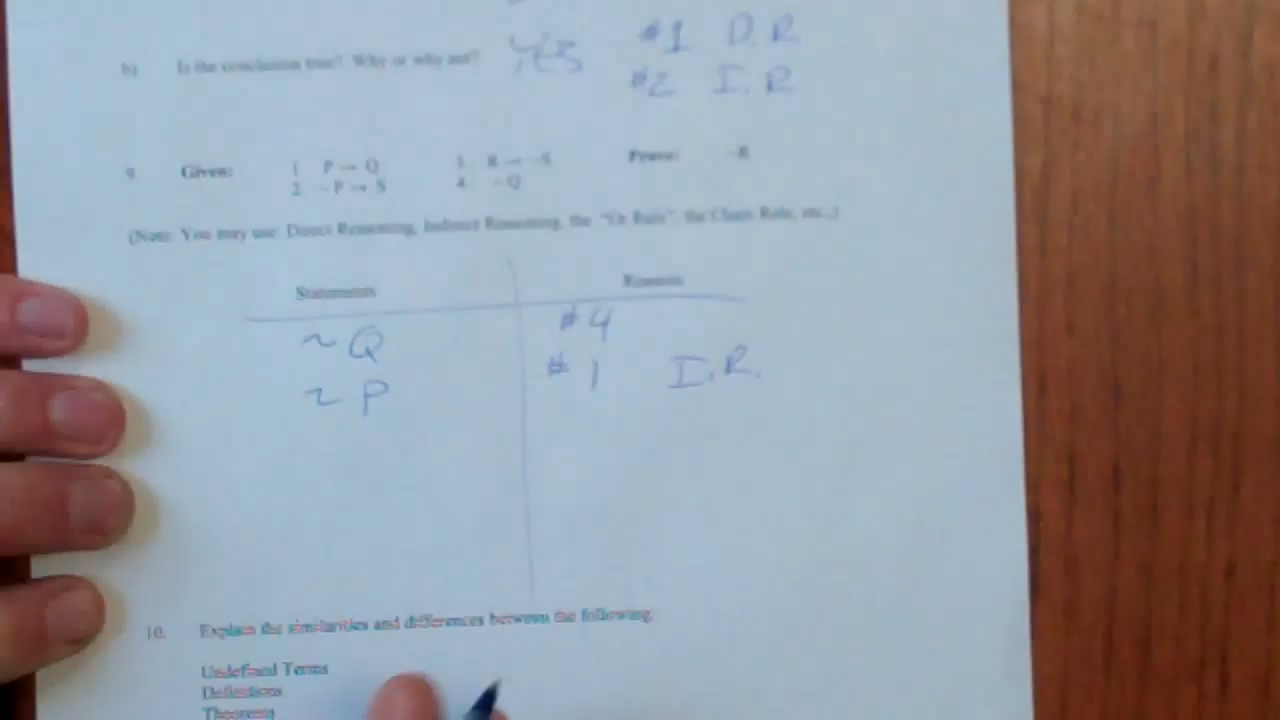 YES #1 D.R
b) Is the conclusion true? Why or why not?
#2 I.R
9. Given: 1 P → Q 3 R → ~S Prove: ~R
2 ~P → S 4 ~Q
(Note: You may use: Direct Reasoning, Indirect Reasoning, the "Or Rule", the Chain Rule, etc.,)
Statements Reasons
~Q #4
~P #1 I.R.
10. Explain the similarities and differences between the following.
Undefined Terms
Definitions
Theorems